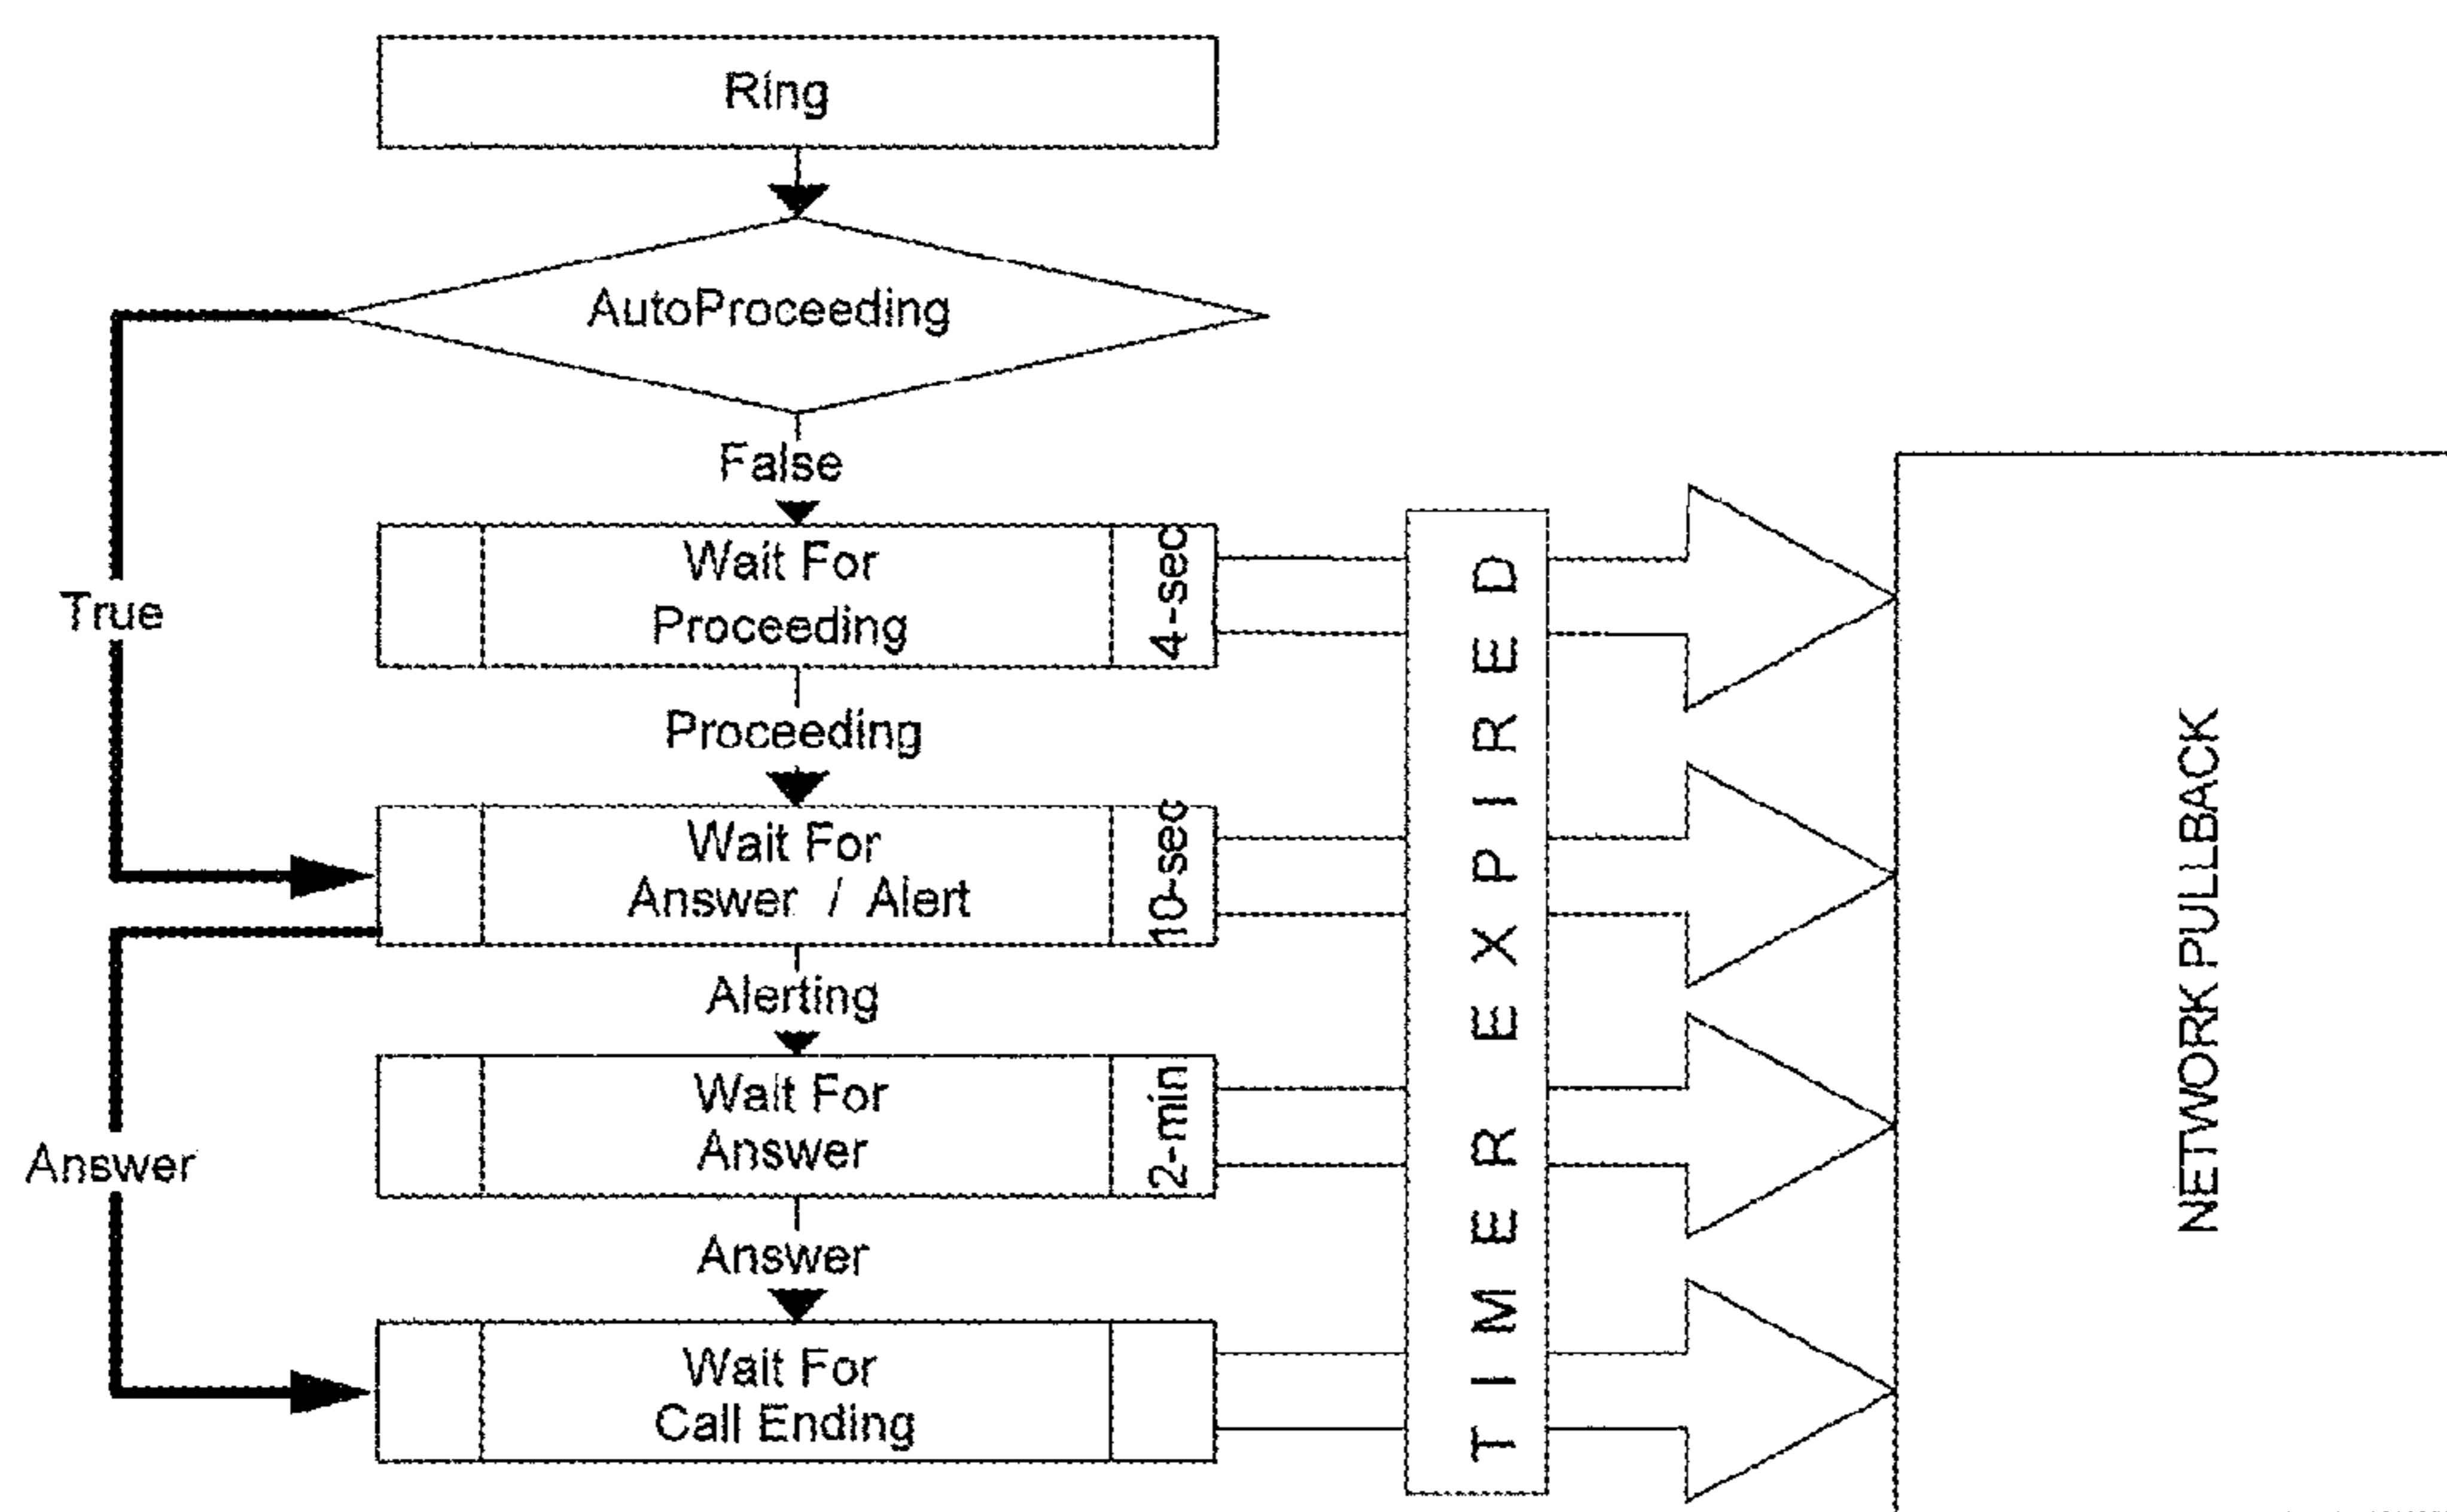 Ring
AutoProceeding
False
True
Wait For
Proceeding
4-sec
Proceeding
Wait For
Answer / Alert
10-sec
Alerting
Wait For
Answer
2-min
Answer
Answer
Wait For
Call Ending
TIMER EXPIRED
NETWORK PULLBACK